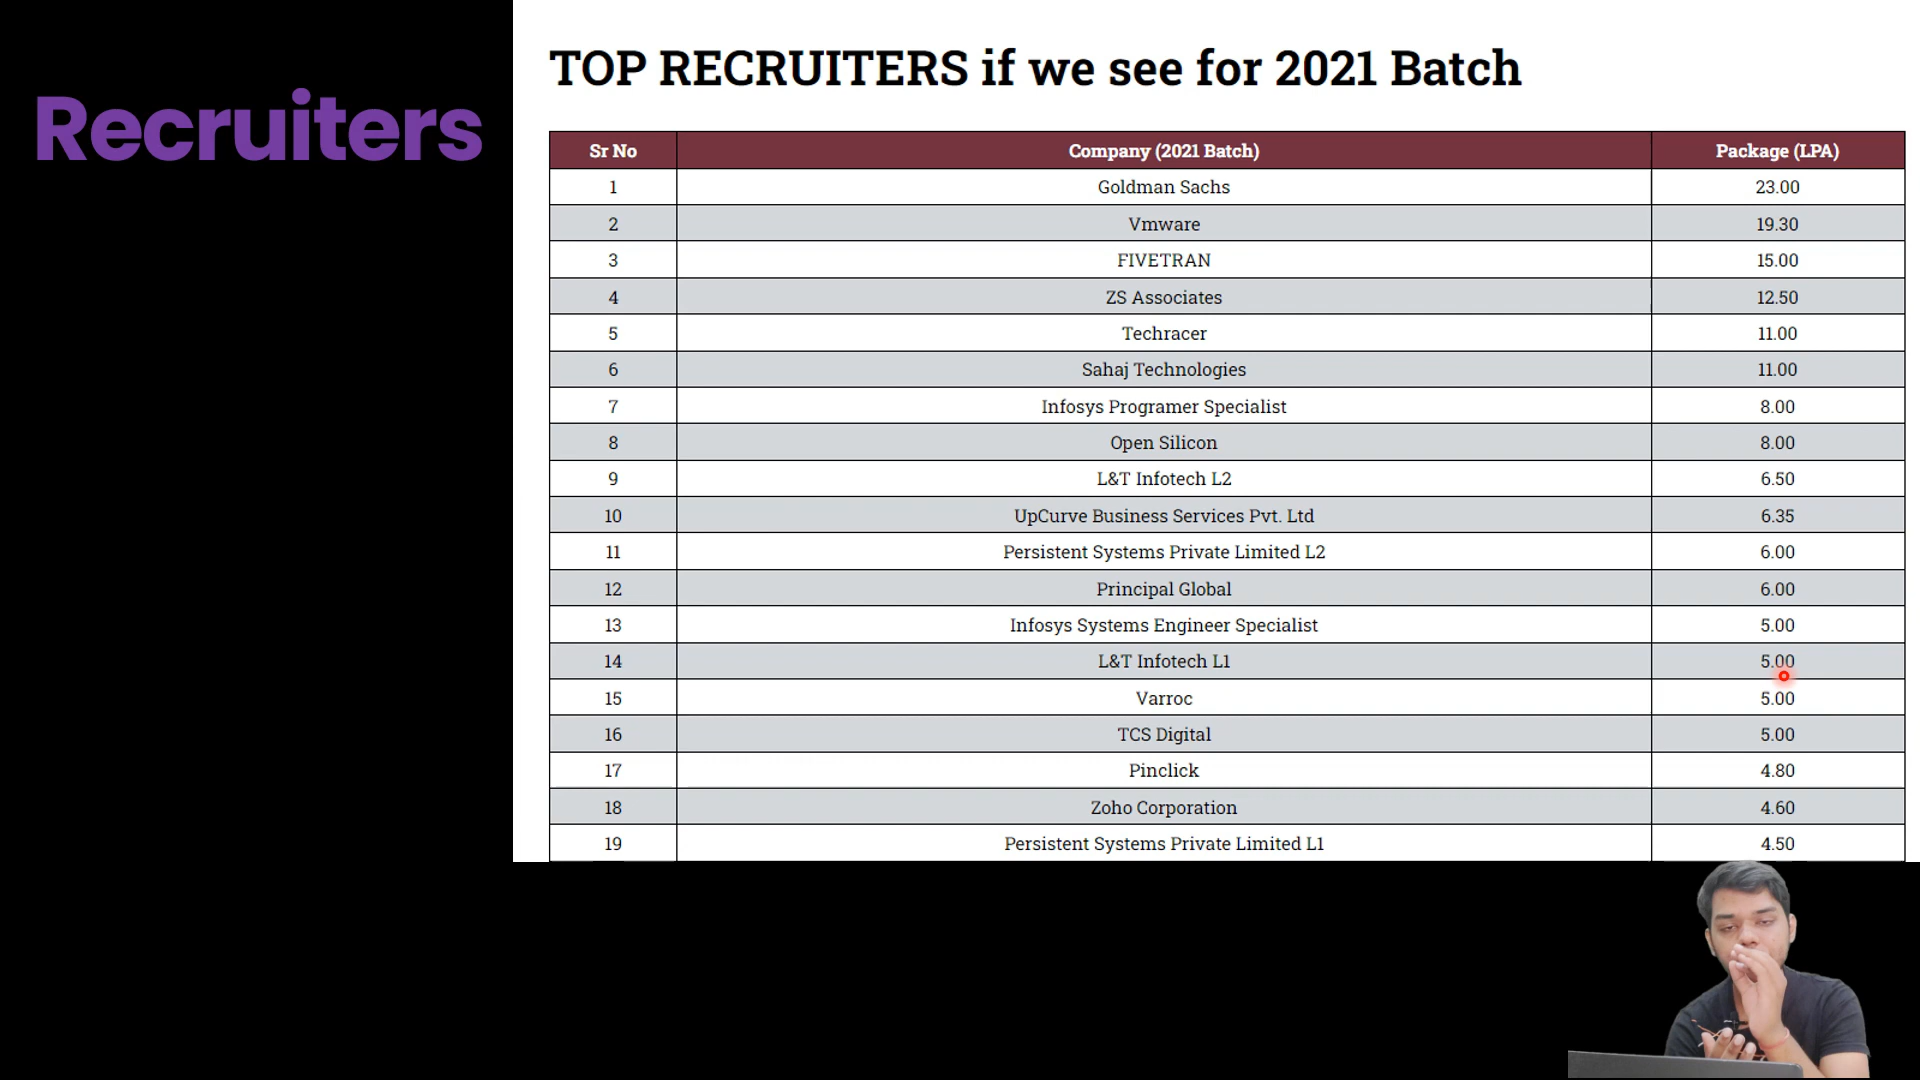 Recruiters
TOP RECRUITERS if we see for 2021 Batch
Sr No Company (2021 Batch) Package (LPA)
1 Goldman Sachs 23.00
2 Vmware 19.30
3 FIVETRAN 15.00
4 ZS Associates 12.50
5 Techracer 11.00
6 Sahaj Technologies 11.00
7 Infosys Programer Specialist 8.00
8 Open Silicon 8.00
9 L&T Infotech L2 6.50
10 UpCurve Business Services Pvt. Ltd 6.35
11 Persistent Systems Private Limited L2 6.00
12 Principal Global 6.00
13 Infosys Systems Engineer Specialist 5.00
14 L&T Infotech L1 5.00
15 Varroc 5.00
16 TCS Digital 5.00
17 Pinclick 4.80
18 Zoho Corporation 4.60
19 Persistent Systems Private Limited L1 4.50